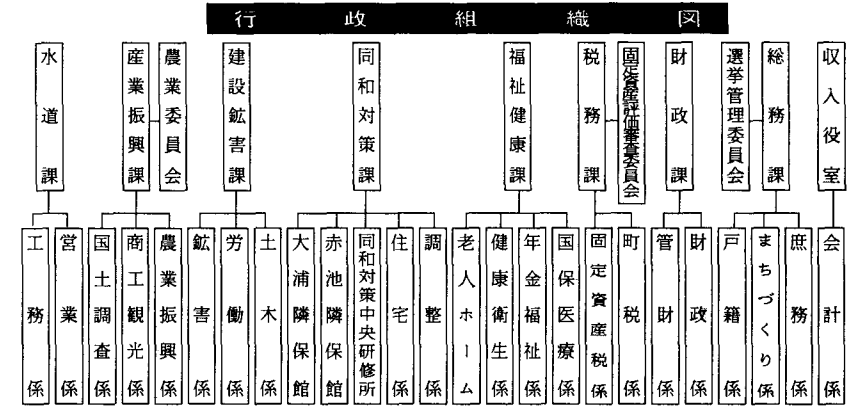 行政組織図
収入役室
総務課
選挙管理委員会
財政課
固定資産評価審査委員会
税務課
福祉健康課
同和対策課
建設鉱害課
農業委員会
産業振興課
水道課
会計係
庶務係
まちづくり係
戸籍係
財政係
管財係
町税係
固定資産税係
国保医療係
年金福祉係
健康衛生係
老人ホーム
調整係
住宅係
同和対策中央研修所
赤池隣保館
大浦隣保館
土木係
労働係
鉱害係
農業振興係
商工観光係
国土調査係
営業係
工務係